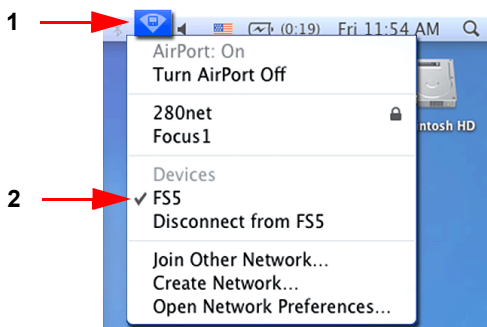 1
(0:19) Fri 11:54 AM
AirPort: On
Turn AirPort Off
280net
Focus1
ntosh HD
Devices
2
FS5
Disconnect from FS5
Join Other Network...
Create Network...
Open Network Preferences...